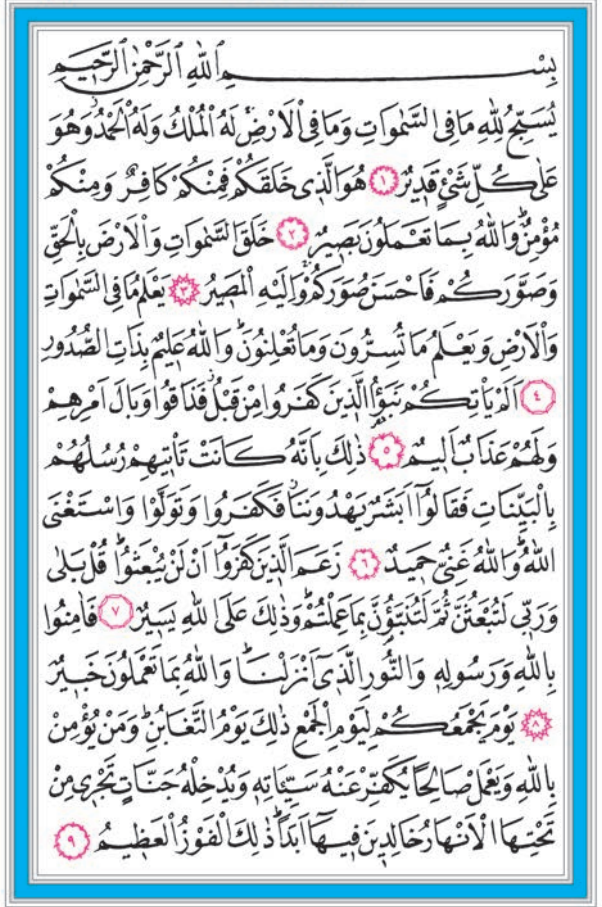 بِسْمِ اللّٰهِ الرَّحْمٰنِ الرَّحِيمِ
يُسَبِّحُ لِلّٰهِ مَا فِي السَّمٰوَاتِ وَمَا فِي الْاَرْضِۚ لَهُ الْمُلْكُ وَلَهُ الْحَمْدُۘ وَهُوَ
عَلٰى كُلِّ شَيْءٍ قَد۪يرٌ ﴿١﴾ هُوَ الَّذ۪ي خَلَقَكُمْ فَمِنْكُمْ كَافِرٌ وَمِنْكُمْ
مُؤْمِنٌۜ وَاللّٰهُ بِمَا تَعْمَلُونَ بَص۪يرٌ ﴿٢﴾ خَلَقَ السَّمٰوَاتِ وَالْاَرْضَ بِالْحَقِّ
وَصَوَّرَكُمْ فَاَحْسَنَ صُوَرَكُمْۚ وَاِلَيْهِ الْمَص۪يرُ ﴿٣﴾ يَعْلَمُ مَا فِي السَّمٰوَاتِ
وَالْاَرْضِ وَيَعْلَمُ مَا تُسِرُّونَ وَمَا تُعْلِنُونَۜ وَاللّٰهُ عَل۪يمٌ بِذَاتِ الصُّدُورِ
﴿٤﴾ اَلَمْ يَأْتِكُمْ نَبَؤُا الَّذ۪ينَ كَفَرُوا مِنْ قَبْلُۘ فَذَاقُوا وَبَالَ اَمْرِهِمْ
وَلَهُمْ عَذَابٌ اَل۪يمٌ ﴿٥﴾ ذٰلِكَ بِاَنَّهُ كَانَتْ تَأْت۪يهِمْ رُسُلُهُمْ
بِالْبَيِّنَاتِ فَقَالُٓوا اَبَشَرٌ يَهْدُونَنَاۘ فَكَفَرُوا وَتَوَلَّوْا وَاسْتَغْنَى
اللّٰهُۜ وَاللّٰهُ غَنِيٌّ حَم۪يدٌ ﴿٦﴾ زَعَمَ الَّذ۪ينَ كَفَرُٓوا اَنْ لَنْ يُبْعَثُواۜ قُلْ بَلٰى
وَرَبّ۪ي لَتُبْعَثُنَّ ثُمَّ لَتُنَبَّؤُنَّ بِمَا عَمِلْتُمْۜ وَذٰلِكَ عَلَى اللّٰهِ يَس۪يرٌ ﴿٧﴾ فَاٰمِنُوا
بِاللّٰهِ وَرَسُولِه۪ وَالنُّورِ الَّذ۪ٓي اَنْزَلْنَاۜ وَاللّٰهُ بِمَا تَعْمَلُونَ خَب۪يرٌ
﴿٨﴾ يَوْمَ يَجْمَعُكُمْ لِيَوْمِ الْجَمْعِ ذٰلِكَ يَوْمُ التَّغَابُنِۜ وَمَنْ يُؤْمِنْ
بِاللّٰهِ وَيَعْمَلْ صَالِحًا يُكَفِّرْ عَنْهُ سَيِّـَٔاتِه۪ وَيُدْخِلْهُ جَنَّاتٍ تَجْر۪ي مِنْ
تَحْتِهَا الْاَنْهَارُ خَالِد۪ينَ ف۪يهَٓا اَبَدًاۜ ذٰلِكَ الْفَوْزُ الْعَظ۪يمُ ﴿٩﴾